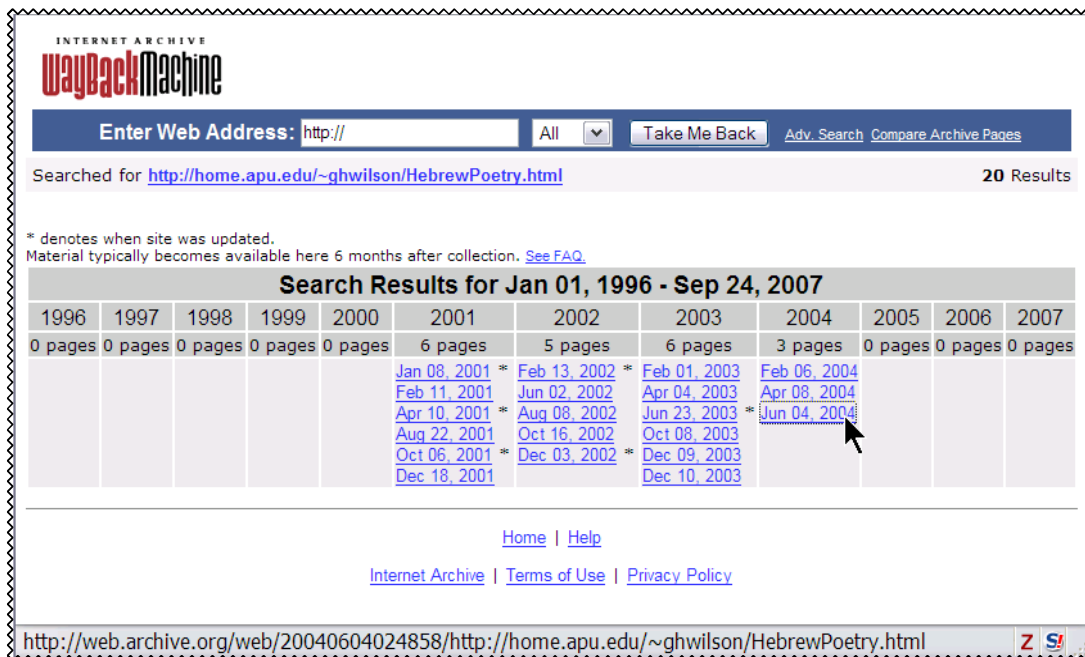 INTERNET ARCHIVE
WayBackMachine
Enter Web Address: http:// All Take Me Back Adv. Search Compare Archive Pages
Searched for http://home.apu.edu/~ghwilson/HebrewPoetry.html 20 Results
* denotes when site was updated.
Material typically becomes available here 6 months after collection. See FAQ.
Search Results for Jan 01, 1996 - Sep 24, 2007
1996 1997 1998 1999 2000 2001 2002 2003 2004 2005 2006 2007
0 pages 0 pages 0 pages 0 pages 0 pages 6 pages 5 pages 6 pages 3 pages 0 pages 0 pages 0 pages
Jan 08, 2001 * Feb 13, 2002 * Feb 01, 2003 Feb 06, 2004
Feb 11, 2001 Jun 02, 2002 Apr 04, 2003 Apr 08, 2004
Apr 10, 2001 * Aug 08, 2002 Jun 23, 2003 * Jun 04, 2004
Aug 22, 2001 Oct 16, 2002 Oct 08, 2003
Oct 06, 2001 * Dec 03, 2002 * Dec 09, 2003
Dec 18, 2001 Dec 10, 2003
Home | Help
Internet Archive | Terms of Use | Privacy Policy
http://web.archive.org/web/20040604024858/http://home.apu.edu/~ghwilson/HebrewPoetry.html Z S!